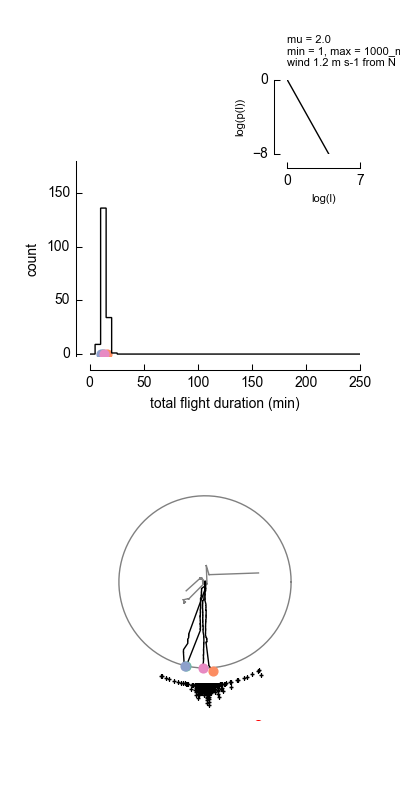 mu = 2.0
min = 1, max = 1000_m
wind 1.2 m s-1 from N
log(p(l))
0
−8
0
7
log(l)
count
150
100
50
0
0
50
100
150
200
250
total flight duration (min)